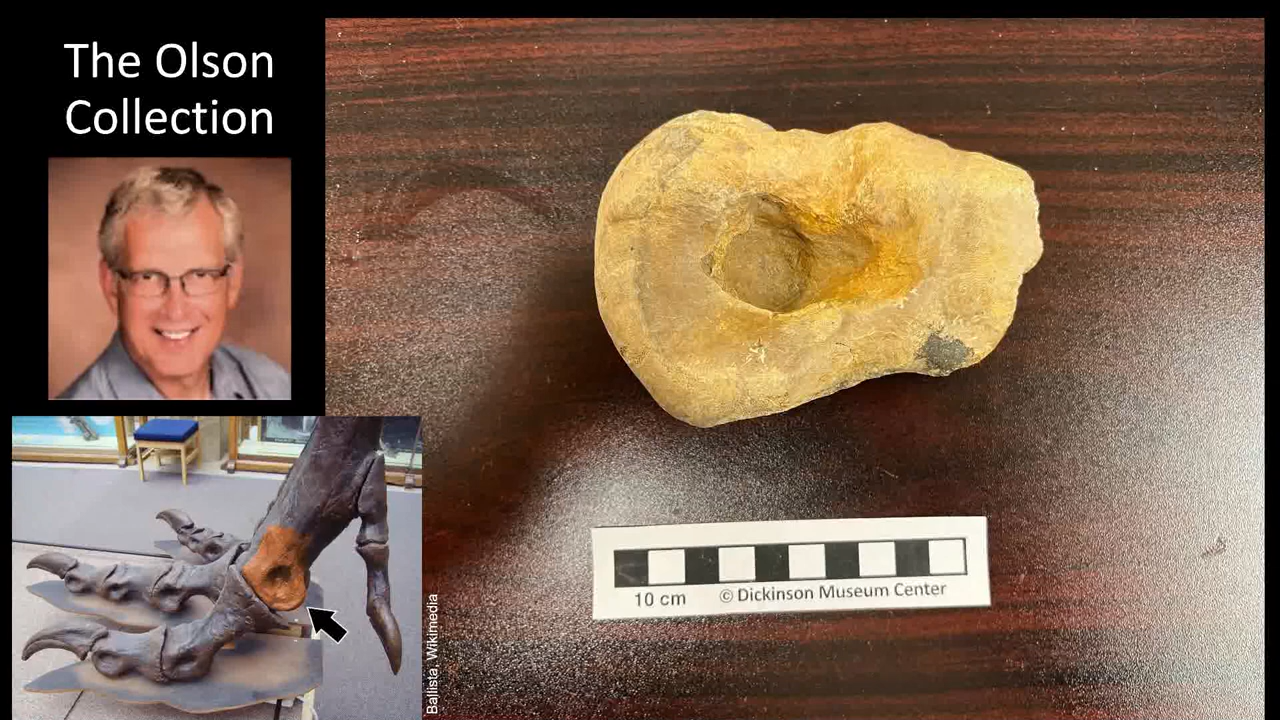 The Olson
Collection
10 cm
© Dickinson Museum Center
Ballista, Wikimedia